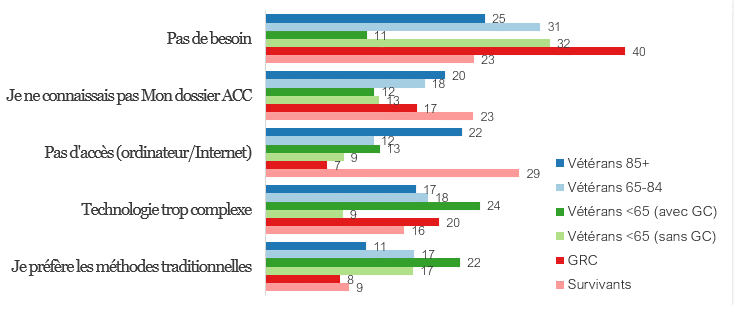 Pas de besoin
25
31
11
32
40
23
Je ne connaissais pas Mon dossier ACC
20
18
12
13
17
23
Pas d'accès (ordinateur/Internet)
22
12
13
9
7
29
Technologie trop complexe
17
18
24
9
20
16
Je préfère les méthodes traditionnelles
11
17
22
17
8
9
Vétérans 85+
Vétérans 65-84
Vétérans <65 (avec GC)
Vétérans <65 (sans GC)
GRC
Survivants